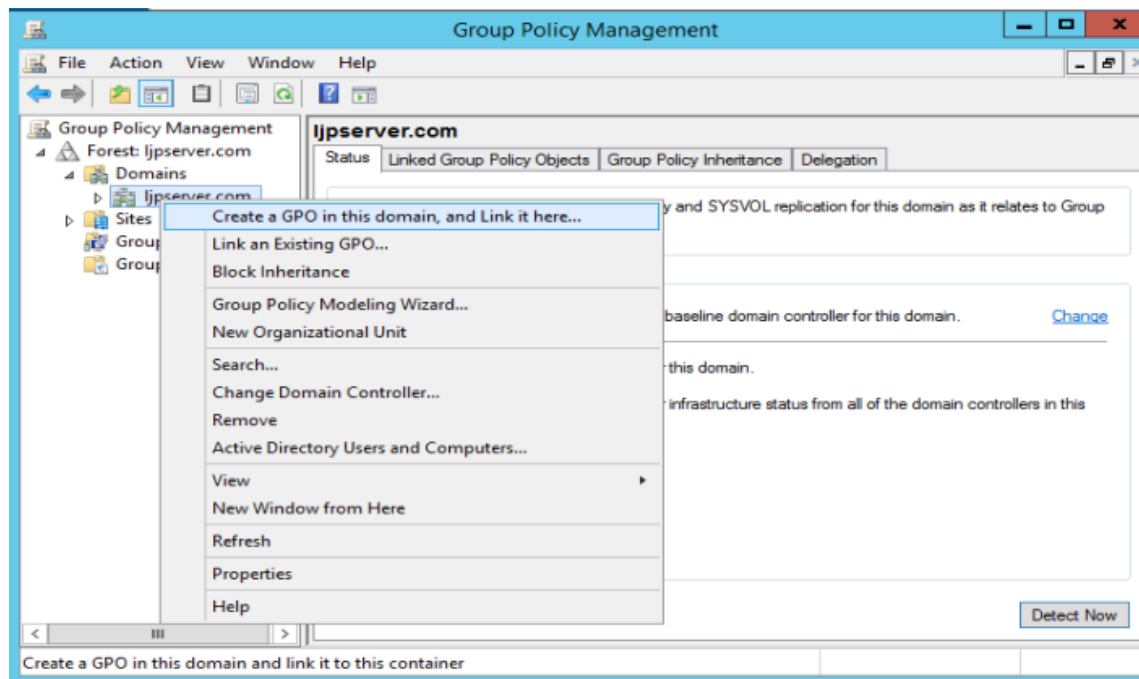 Group Policy Management
File Action View Window Help
Group Policy Management
Forest: ljpserver.com
Domains
ljpserver.com
Sites
Group
Group
ljpserver.com
Status Linked Group Policy Objects Group Policy Inheritance Delegation
y and SYSVOL replication for this domain as it relates to Group
baseline domain controller for this domain. Change
this domain.
infrastructure status from all of the domain controllers in this
Create a GPO in this domain, and Link it here...
Link an Existing GPO...
Block Inheritance
Group Policy Modeling Wizard...
New Organizational Unit
Search...
Change Domain Controller...
Remove
Active Directory Users and Computers...
View
New Window from Here
Refresh
Properties
Help
Detect Now
Create a GPO in this domain and link it to this container